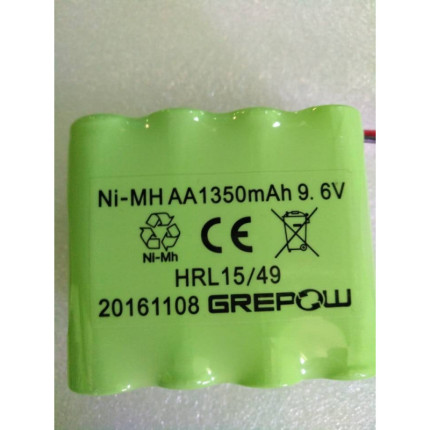 Ni-MH AA1350mAh 9.6V
Ni-Mh
HRL15/49
20161108 GREPOW